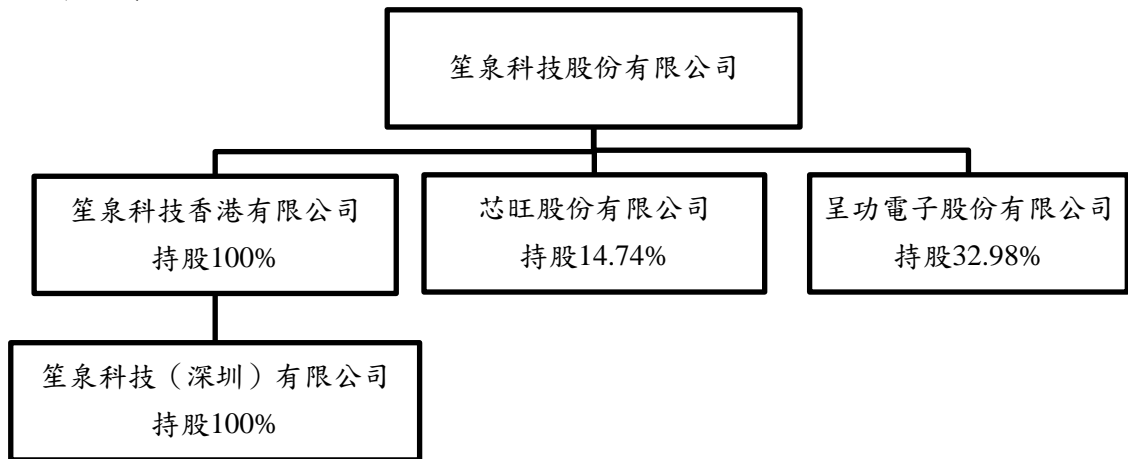 笙泉科技股份有限公司
笙泉科技香港有限公司
持股100%
芯旺股份有限公司
持股14.74%
呈功電子股份有限公司
持股32.98%
笙泉科技（深圳）有限公司
持股100%